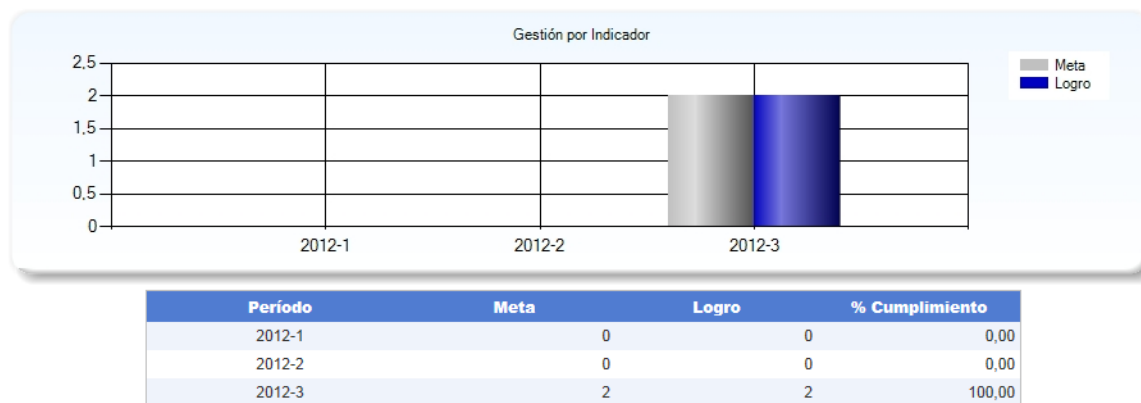 Gestión por Indicador
2,5
2
1,5
1
0,5
0
2012-1 2012-2 2012-3
Meta
Logro
Período Meta Logro % Cumplimiento
2012-1 0 0 0,00
2012-2 0 0 0,00
2012-3 2 2 100,00